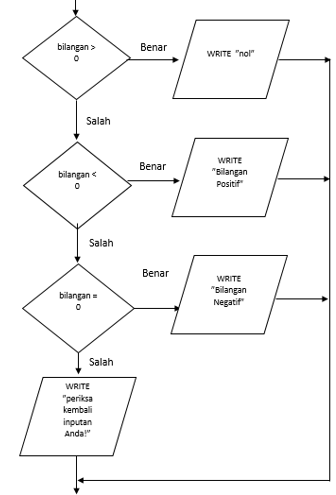 bilangan >
0
Benar
WRITE "nol"
Salah
bilangan <
0
Benar
WRITE
"Bilangan
Positif"
Salah
bilangan =
0
Benar
WRITE
"Bilangan
Negatif"
Salah
WRITE
"periksa
kembali
inputan
Anda!"